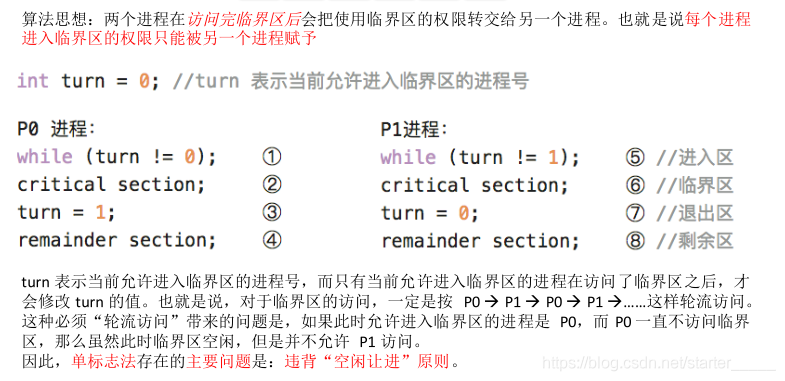 算法思想：两个进程在访问完临界区后会把使用临界区的权限转交给另一个进程。也就是说每个进程
进入临界区的权限只能被另一个进程赋予
int turn = 0; //turn 表示当前允许进入临界区的进程号
P0 进程：
while (turn != 0); ①
critical section; ②
turn = 1; ③
remainder section; ④
P1进程：
while (turn != 1); ⑤ //进入区
critical section; ⑥ //临界区
turn = 0; ⑦ //退出区
remainder section; ⑧ //剩余区
turn 表示当前允许进入临界区的进程号，而只有当前允许进入临界区的进程在访问了临界区之后，才
会修改 turn 的值。也就是说，对于临界区的访问，一定是按 P0 → P1 → P0 → P1 →……这样轮流访问。
这种必须“轮流访问”带来的问题是，如果此时允许进入临界区的进程是 P0，而 P0 一直不访问临界
区，那么虽然此时临界区空闲，但是并不允许 P1 访问。
因此，单标志法存在的主要问题是：违背“空闲让进”原则。
https://blog.csdn.net/starter_____